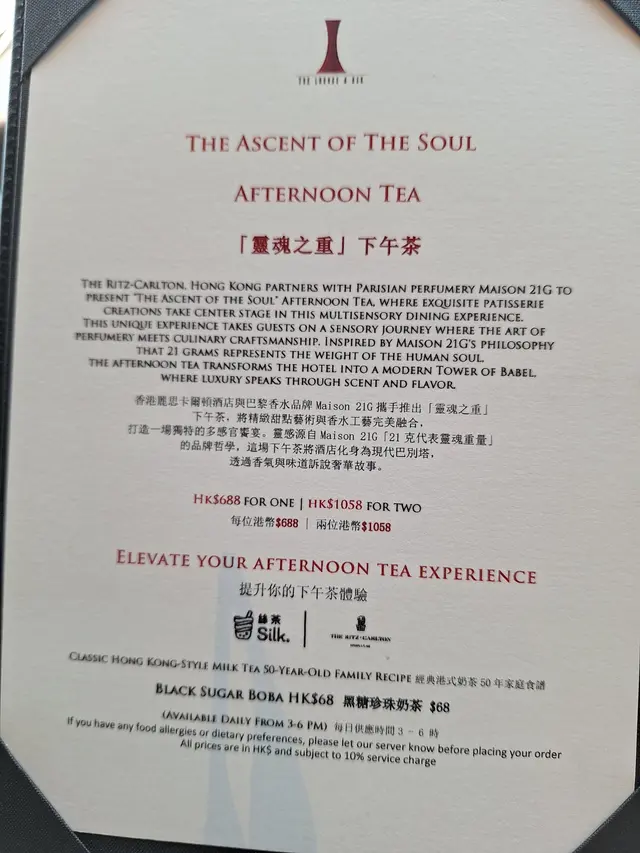 THE LOUNGE & BAR
THE ASCENT OF THE SOUL
AFTERNOON TEA
「靈魂之重」下午茶
THE RITZ-CARLTON, HONG KONG PARTNERS WITH PARISIAN PERFUMERY MAISON 21G TO
PRESENT "THE ASCENT OF THE SOUL" AFTERNOON TEA, WHERE EXQUISITE PATISSERIE
CREATIONS TAKE CENTER STAGE IN THIS MULTISENSORY DINING EXPERIENCE.
THIS UNIQUE EXPERIENCE TAKES GUESTS ON A SENSORY JOURNEY WHERE THE ART OF
PERFUMERY MEETS CULINARY CRAFTSMANSHIP. INSPIRED BY MAISON 21G'S PHILOSOPHY
THAT 21 GRAMS REPRESENTS THE WEIGHT OF THE HUMAN SOUL.
THE AFTERNOON TEA TRANSFORMS THE HOTEL INTO A MODERN TOWER OF BABEL,
WHERE LUXURY SPEAKS THROUGH SCENT AND FLAVOR.
香港麗思卡爾頓酒店與巴黎香水品牌 Maison 21G 攜手推出「靈魂之重」
下午茶，將精緻甜點藝術與香水工藝完美融合，
打造一場獨特的多感官饗宴。靈感源自 Maison 21G「21 克代表靈魂重量」
的品牌哲學，這場下午茶將酒店化身為現代巴別塔，
透過香氣與味道訴說奢華故事。
HK$688 FOR ONE | HK$1058 FOR TWO
每位港幣$688 | 兩位港幣$1058
ELEVATE YOUR AFTERNOON TEA EXPERIENCE
提升你的下午茶體驗
絲茶 Silk. THE RITZ-CARLTON
CLASSIC HONG KONG-STYLE MILK TEA 50-YEAR-OLD FAMILY RECIPE 經典港式奶茶 50 年家庭食譜
BLACK SUGAR BOBA HK$68 黑糖珍珠奶茶 $68
(AVAILABLE DAILY FROM 3-6 PM) 每日供應時間 3 - 6 時
If you have any food allergies or dietary preferences, please let our server know before placing your order
All prices are in HK$ and subject to 10% service charge